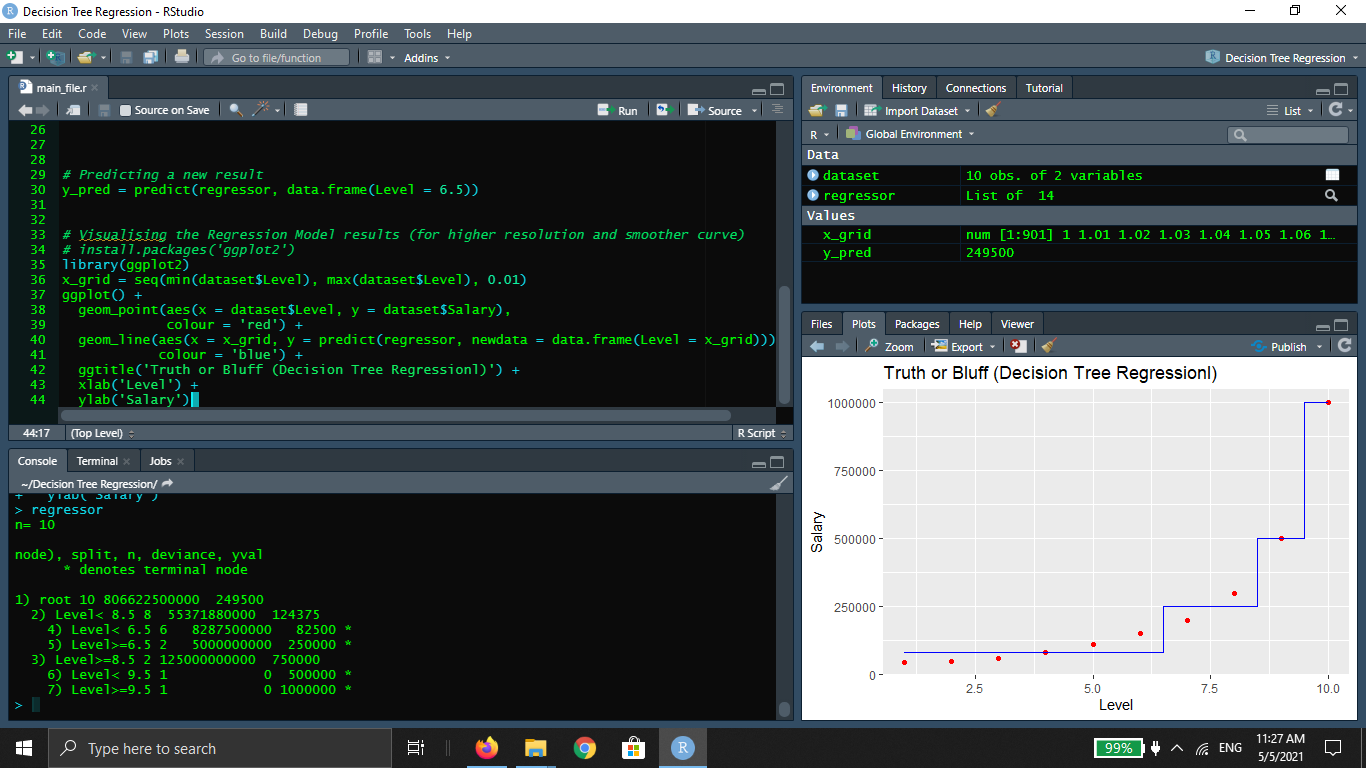 Decision Tree Regression - RStudio
File Edit Code View Plots Session Build Debug Profile Tools Help
Go to file/function Addins
Decision Tree Regression
main_file.r
Source on Save Run Source
26
27
28
29 # Predicting a new result
30 y_pred = predict(regressor, data.frame(Level = 6.5))
31
32
33 # Visualising the Regression Model results (for higher resolution and smoother curve)
34 # install.packages('ggplot2')
35 library(ggplot2)
36 x_grid = seq(min(dataset$Level), max(dataset$Level), 0.01)
37 ggplot() +
38 geom_point(aes(x = dataset$Level, y = dataset$Salary),
39 colour = 'red') +
40 geom_line(aes(x = x_grid, y = predict(regressor, newdata = data.frame(Level = x_grid)))
41 colour = 'blue') +
42 ggtitle('Truth or Bluff (Decision Tree Regressionl)') +
43 xlab('Level') +
44 ylab('Salary')
44:17 (Top Level) R Script
Console Terminal Jobs
~/Decision Tree Regression/
+ ylab('Salary')
> regressor
n= 10
node), split, n, deviance, yval
* denotes terminal node
1) root 10 806622500000 249500
2) Level< 8.5 8 55371880000 124375
4) Level< 6.5 6 8287500000 82500 *
5) Level>=6.5 2 5000000000 250000 *
3) Level>=8.5 2 125000000000 750000
6) Level< 9.5 1 0 500000 *
7) Level>=9.5 1 0 1000000 *
>
Environment History Connections Tutorial
Import Dataset List
R Global Environment
Data
dataset 10 obs. of 2 variables
regressor List of 14
Values
x_grid num [1:901] 1 1.01 1.02 1.03 1.04 1.05 1.06 1…
y_pred 249500
Files Plots Packages Help Viewer
Zoom Export Publish
Truth or Bluff (Decision Tree Regressionl)
1000000
750000
500000
250000
0
Salary
2.5 5.0 7.5 10.0
Level
Type here to search
R
99% ENG
11:27 AM
5/5/2021